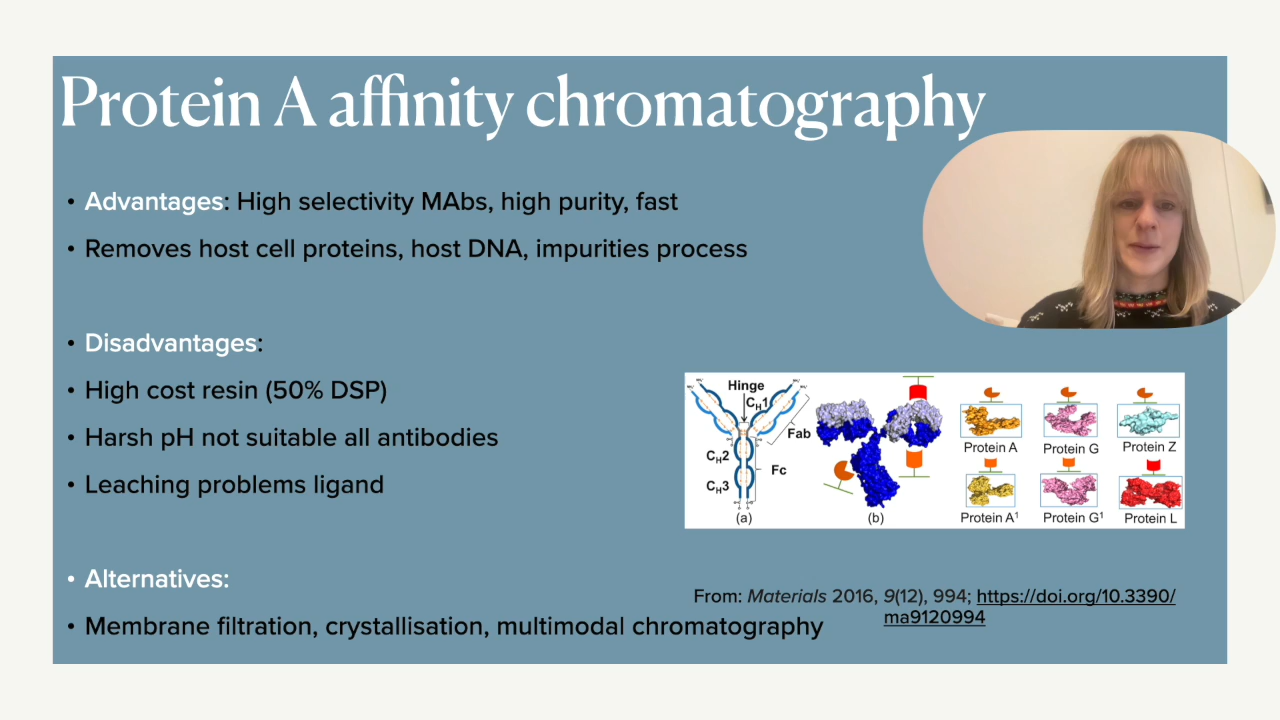 Protein A affinity chromatography
• Advantages: High selectivity MAbs, high purity, fast
• Removes host cell proteins, host DNA, impurities process
• Disadvantages:
• High cost resin (50% DSP)
• Harsh pH not suitable all antibodies
• Leaching problems ligand
• Alternatives:
• Membrane filtration, crystallisation, multimodal chromatography
Hinge
CH1
Fab
CH2
Fc
CH3
(a)
(b)
Protein A
Protein G
Protein Z
Protein A¹
Protein G¹
Protein L
From: Materials 2016, 9(12), 994; https://doi.org/10.3390/
ma9120994